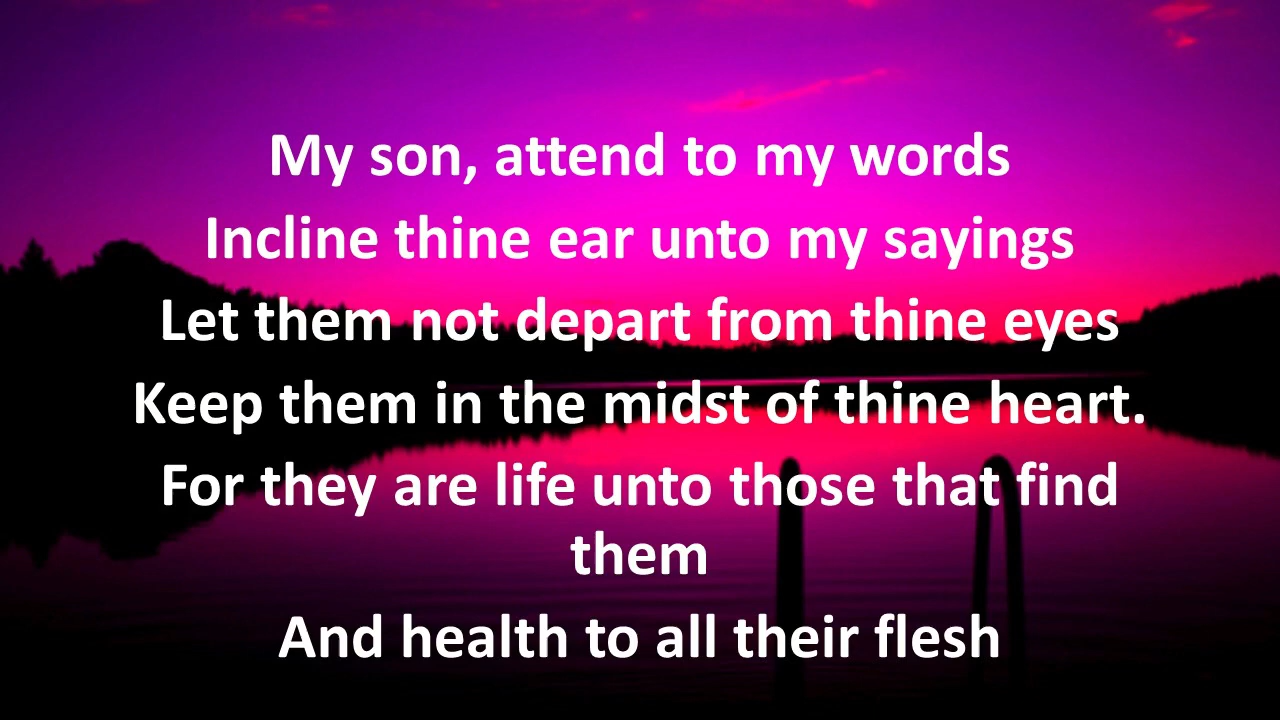 My son, attend to my words
Incline thine ear unto my sayings
Let them not depart from thine eyes
Keep them in the midst of thine heart.
For they are life unto those that find
them
And health to all their flesh